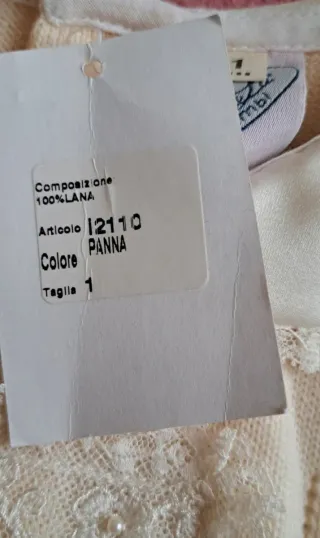 Composizione
100%LANA
Articolo I2110
Colore PANNA
Taglia 1